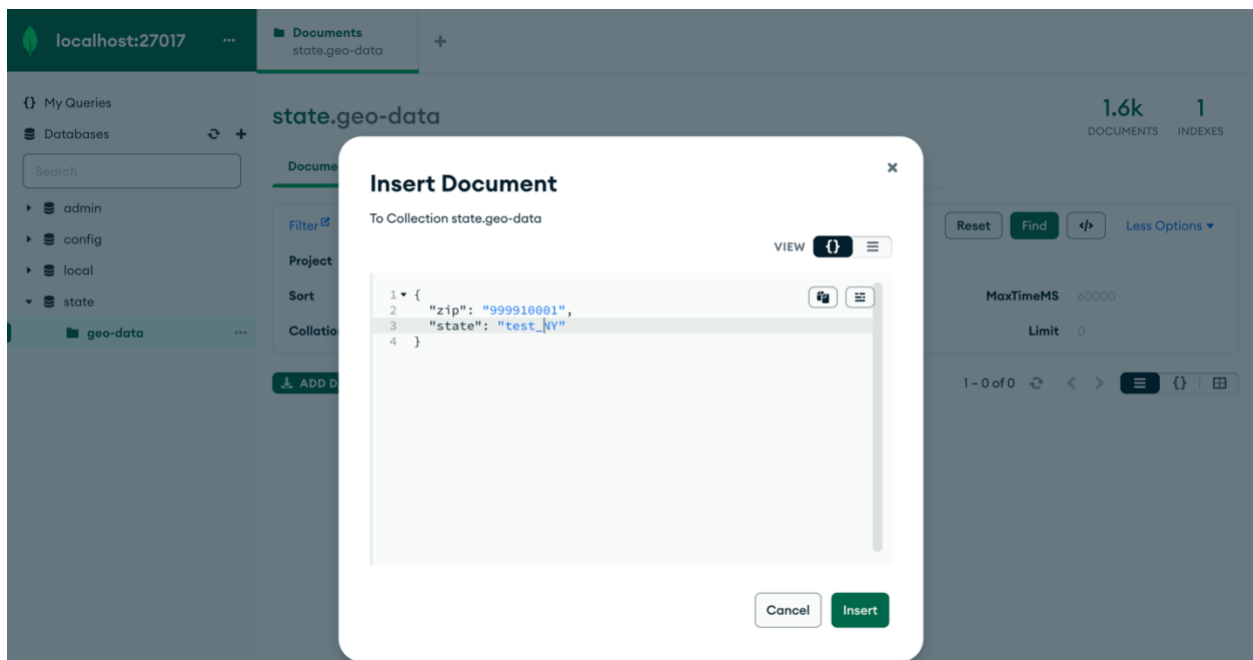 localhost:27017 ...
Documents
state.geo-data
+
{} My Queries
Databases
Search
admin
config
local
state
geo-data ...
state.geo-data
1.6k 1
DOCUMENTS INDEXES
Docume
Filter
Reset Find </> Less Options
Project
Sort
MaxTimeMS 60000
Collatio
Limit 0
ADD D
1 – 0 of 0
{}
Insert Document
To Collection state.geo-data
VIEW {}
1 {
2 "zip": "999910001",
3 "state": "test_NY"
4 }
Cancel Insert